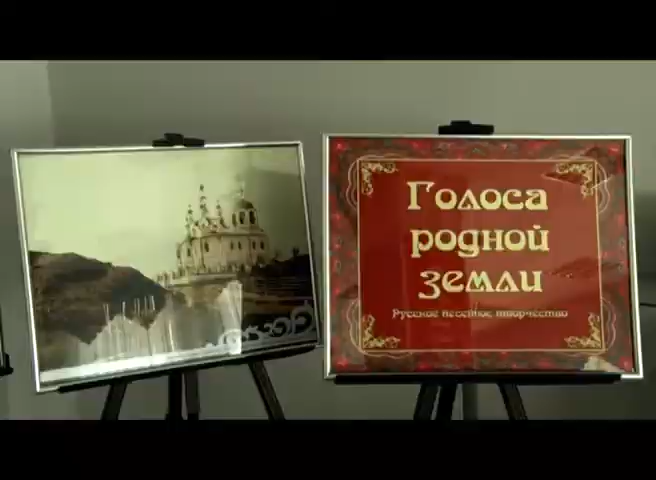 Голоса
родной
земли
Русское песенное творчество